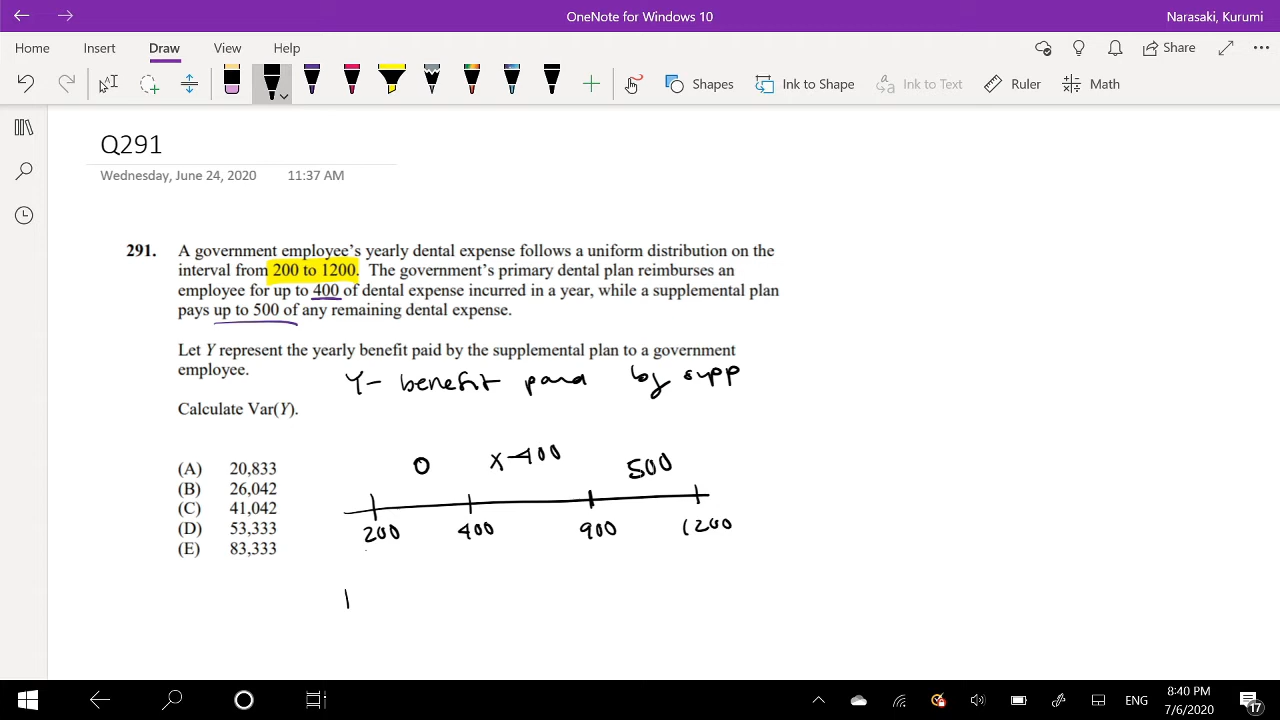 OneNote for Windows 10
Narasaki, Kurumi
Home Insert Draw View Help
Share
Shapes Ink to Shape Ink to Text Ruler Math
Q291
Wednesday, June 24, 2020 11:37 AM
291. A government employee's yearly dental expense follows a uniform distribution on the
interval from 200 to 1200. The government's primary dental plan reimburses an
employee for up to 400 of dental expense incurred in a year, while a supplemental plan
pays up to 500 of any remaining dental expense.
Let Y represent the yearly benefit paid by the supplemental plan to a government
employee.
Y- benefit paid by supp
Calculate Var(Y).
0 x-400 500
200 400 900 1200
(A) 20,833
(B) 26,042
(C) 41,042
(D) 53,333
(E) 83,333
ENG
8:40 PM
7/6/2020
17